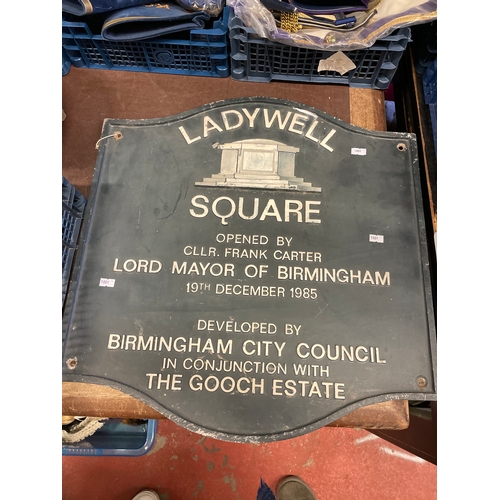 LADYWELL
SQUARE
OPENED BY
CLLR. FRANK CARTER
LORD MAYOR OF BIRMINGHAM
19TH DECEMBER 1985
DEVELOPED BY
BIRMINGHAM CITY COUNCIL
IN CONJUNCTION WITH
THE GOOCH ESTATE